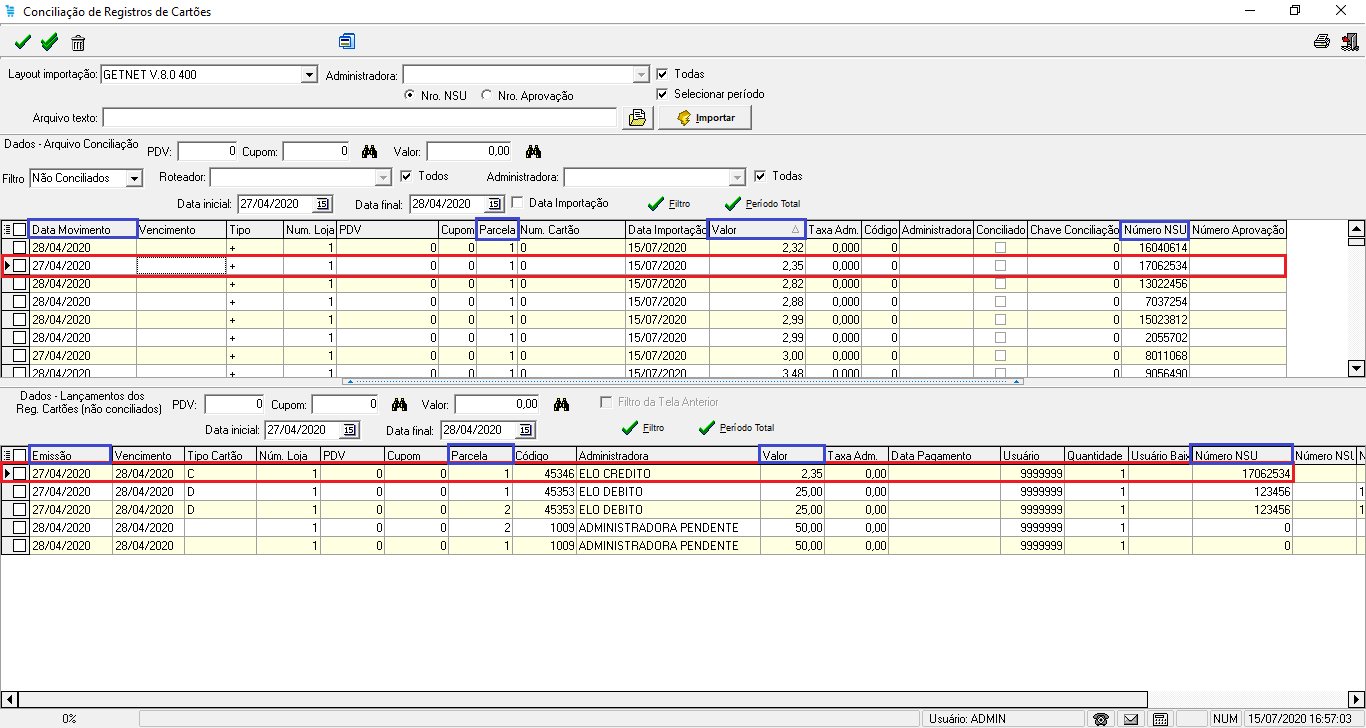 Conciliação de Registros de Cartões
Layout importação: GETNET V.8.0 400 Administradora: Todas
Nro. NSU Nro. Aprovação Selecionar período
Arquivo texto: Importar
Dados - Arquivo Conciliação PDV: 0 Cupom: 0 Valor: 0,00
Filtro Não Conciliados Roteador: Todos Administradora: Todas
Data inicial: 27/04/2020 15 Data final: 28/04/2020 15 Data Importação Filtro Período Total
Data Movimento Vencimento Tipo Num. Loja PDV Cupom Parcela Num. Cartão Data Importação Valor Taxa Adm. Código Administradora Conciliado Chave Conciliação Número NSU Número Aprovação
28/04/2020 + 1 0 0 1 0 15/07/2020 2,32 0,000 0 0 16040614
27/04/2020 + 1 0 0 1 0 15/07/2020 2,35 0,000 0 0 17062534
28/04/2020 + 1 0 0 1 0 15/07/2020 2,82 0,000 0 0 13022456
28/04/2020 + 1 0 0 1 0 15/07/2020 2,88 0,000 0 0 7037254
28/04/2020 + 1 0 0 1 0 15/07/2020 2,99 0,000 0 0 15023812
28/04/2020 + 1 0 0 1 0 15/07/2020 2,99 0,000 0 0 2055702
27/04/2020 + 1 0 0 1 0 15/07/2020 3,00 0,000 0 0 8011068
28/04/2020 + 1 0 0 1 0 15/07/2020 3,48 0,000 0 0 9056490
Dados - Lançamentos dos
Reg. Cartões (não conciliados) PDV: 0 Cupom: 0 Valor: 0,00 Filtro da Tela Anterior
Data inicial: 27/04/2020 15 Data final: 28/04/2020 15 Filtro Período Total
Emissão Vencimento Tipo Cartão Núm. Loja PDV Cupom Parcela Código Administradora Valor Taxa Adm. Data Pagamento Usuário Quantidade Usuário Baix Número NSU Número NSU N
27/04/2020 28/04/2020 C 1 0 0 1 45346 ELO CREDITO 2,35 0,00 9999999 1 17062534
27/04/2020 28/04/2020 D 1 0 0 1 45353 ELO DEBITO 25,00 0,00 9999999 1 123456 1
27/04/2020 28/04/2020 D 1 0 0 2 45353 ELO DEBITO 25,00 0,00 9999999 1 123456 1
28/04/2020 28/04/2020 1 0 0 2 1009 ADMINISTRADORA PENDENTE 50,00 0,00 9999999 1 0
28/04/2020 28/04/2020 1 0 0 1 1009 ADMINISTRADORA PENDENTE 50,00 0,00 9999999 1 0
0% Usuário: ADMIN NUM 15/07/2020 16:57:03